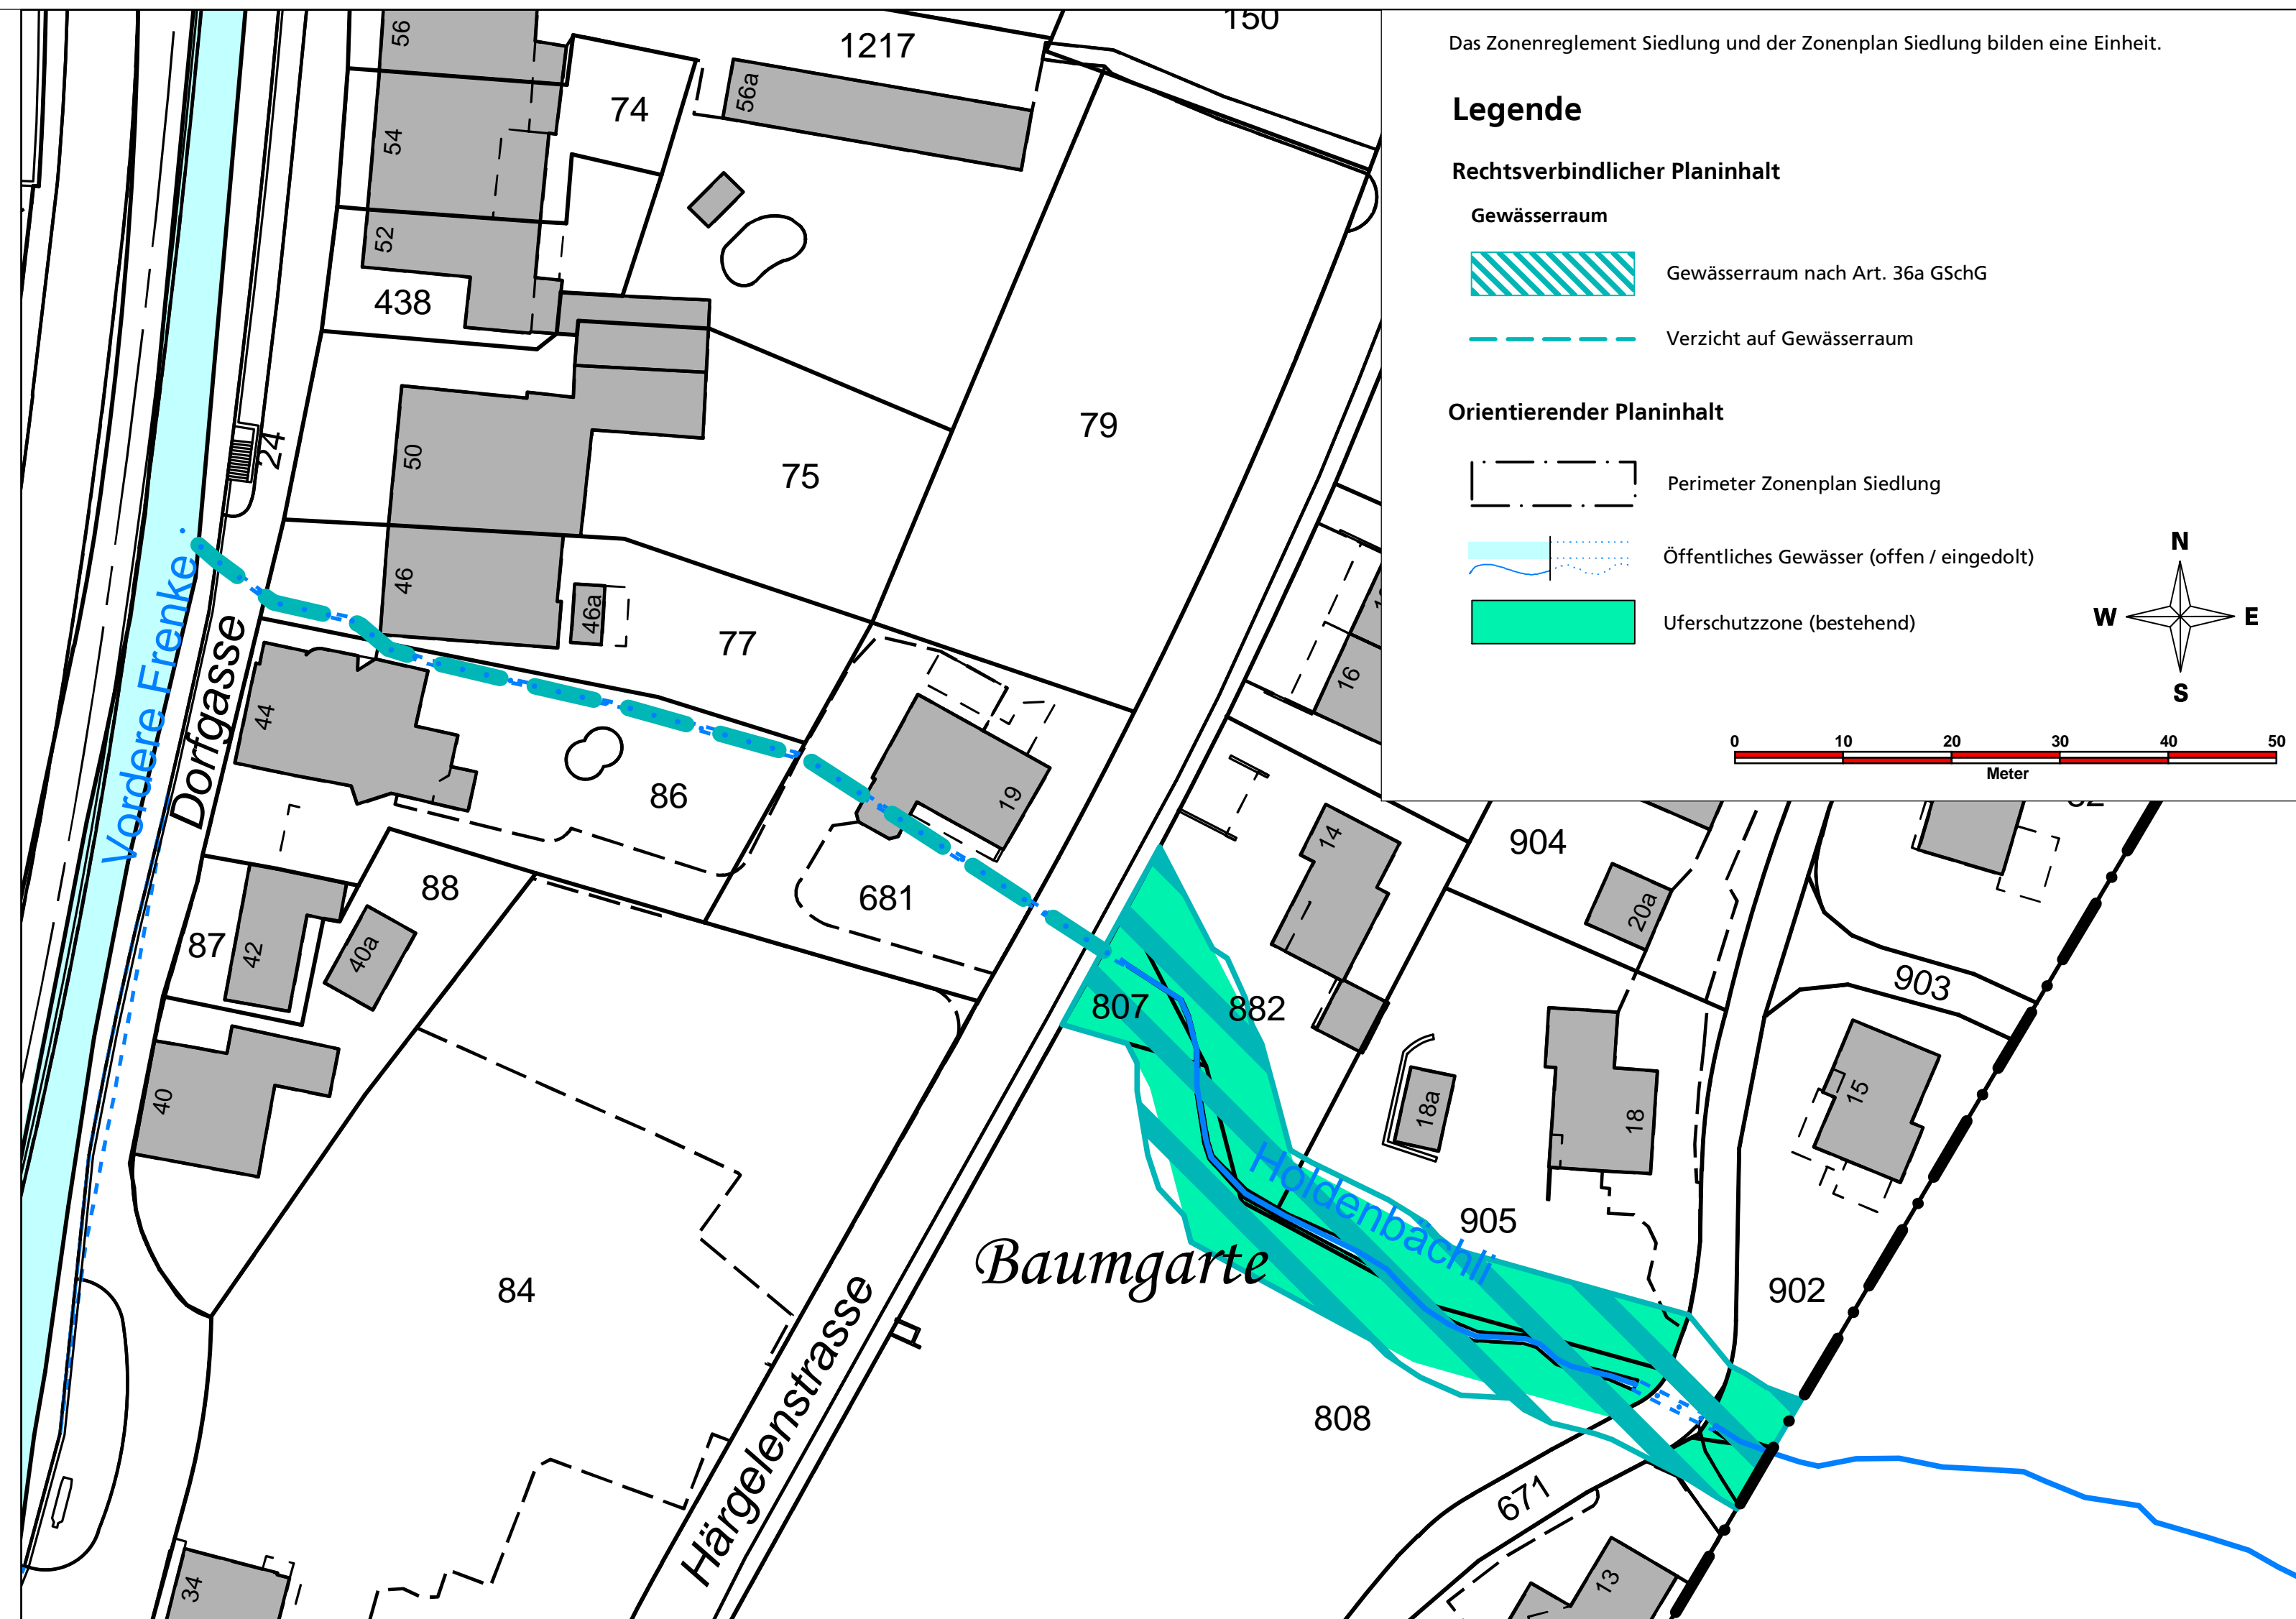 150
1217
56
56a
74
54
52
438
79
24
50
75
46
46a
77
16
44
86
19
14
904
20a
88
681
87
42
40a
903
807
882
40
18a
18
15
905
902
84
808
671
34
13
Vordere Frenke
Dorfgasse
Härgelenstrasse
Baumgarte
Holdenbächli
Das Zonenreglement Siedlung und der Zonenplan Siedlung bilden eine Einheit.
Legende
Rechtsverbindlicher Planinhalt
Gewässerraum
Gewässerraum nach Art. 36a GSchG
Verzicht auf Gewässerraum
Orientierender Planinhalt
Perimeter Zonenplan Siedlung
Öffentliches Gewässer (offen / eingedolt)
Uferschutzzone (bestehend)
N
W E
S
0 10 20 30 40 50
Meter